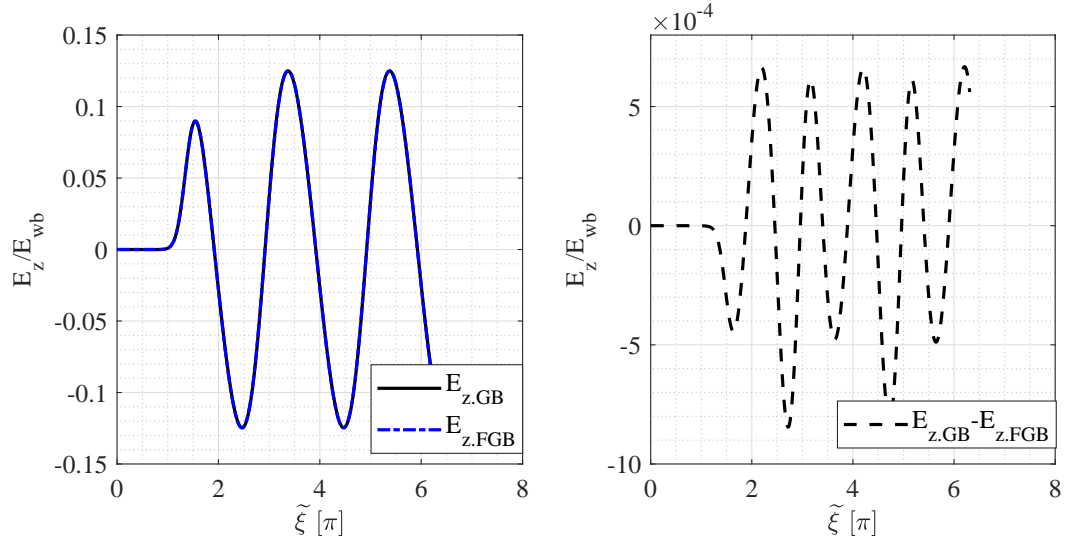 0.15
0.1
0.05
0
-0.05
-0.1
-0.15
0 2 4 6 8
E_z/E_wb
ξ̃ [π]
E_z.GB
E_z.FGB
×10^-4
5
0
-5
-10
0 2 4 6 8
E_z/E_wb
ξ̃ [π]
E_z.GB-E_z.FGB